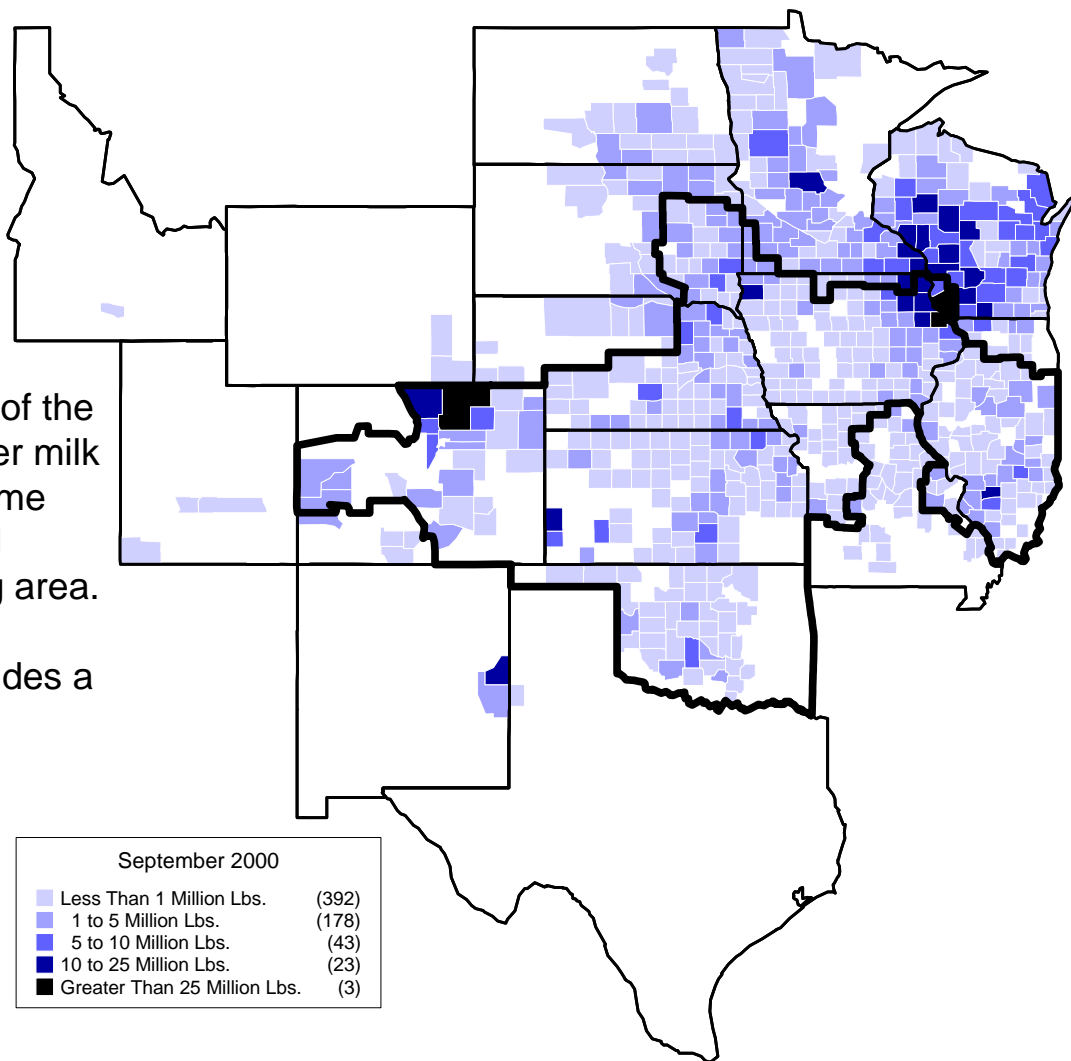 of the
er milk
me
g area.
des a
September 2000
Less Than 1 Million Lbs. (392)
1 to 5 Million Lbs. (178)
5 to 10 Million Lbs. (43)
10 to 25 Million Lbs. (23)
Greater Than 25 Million Lbs. (3)